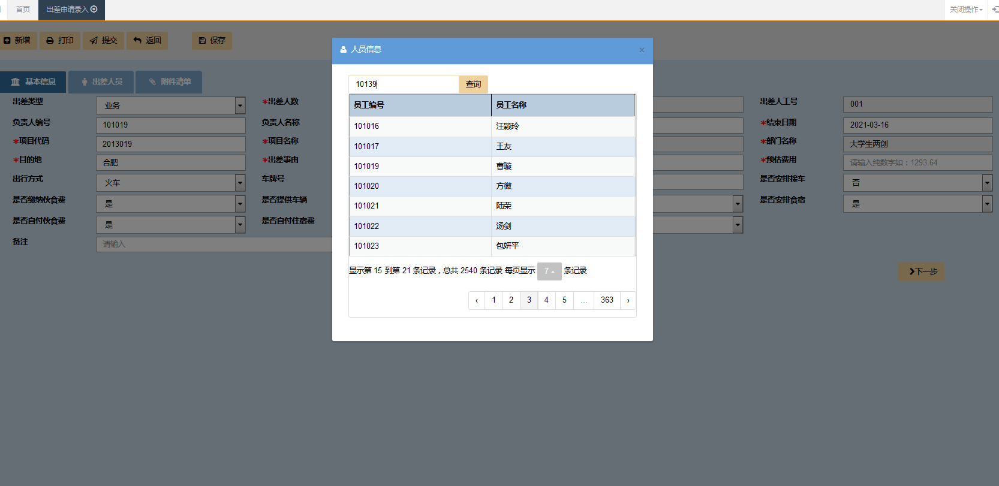 首页 出差申请录入 关闭操作
新增 打印 提交 返回 保存
人员信息 ×
基本信息 出差人员 附件清单
10139 查询
员工编号 员工名称
101016 汪颖玲
101017 王友
101019 曹璇
101020 方微
101021 陆荣
101022 汤剑
101023 包妍平
显示第 15 到第 21 条记录，总共 2540 条记录 每页显示 7 条记录
‹ 1 2 3 4 5 ... 363 ›
出差类型 业务 *出差人数 出差人工号 001
负责人编号 101019 负责人名称 *结束日期 2021-03-16
*项目代码 2013019 *项目名称 *部门名称 大学生两创
*目的地 合肥 *出差事由 *预估费用 请输入纯数字如：1293.64
出行方式 火车 车牌号 是否安排接车 否
是否缴纳伙食费 是 是否提供车辆 是否安排食宿 是
是否自付伙食费 是 是否自付住宿费
备注 请输入
下一步